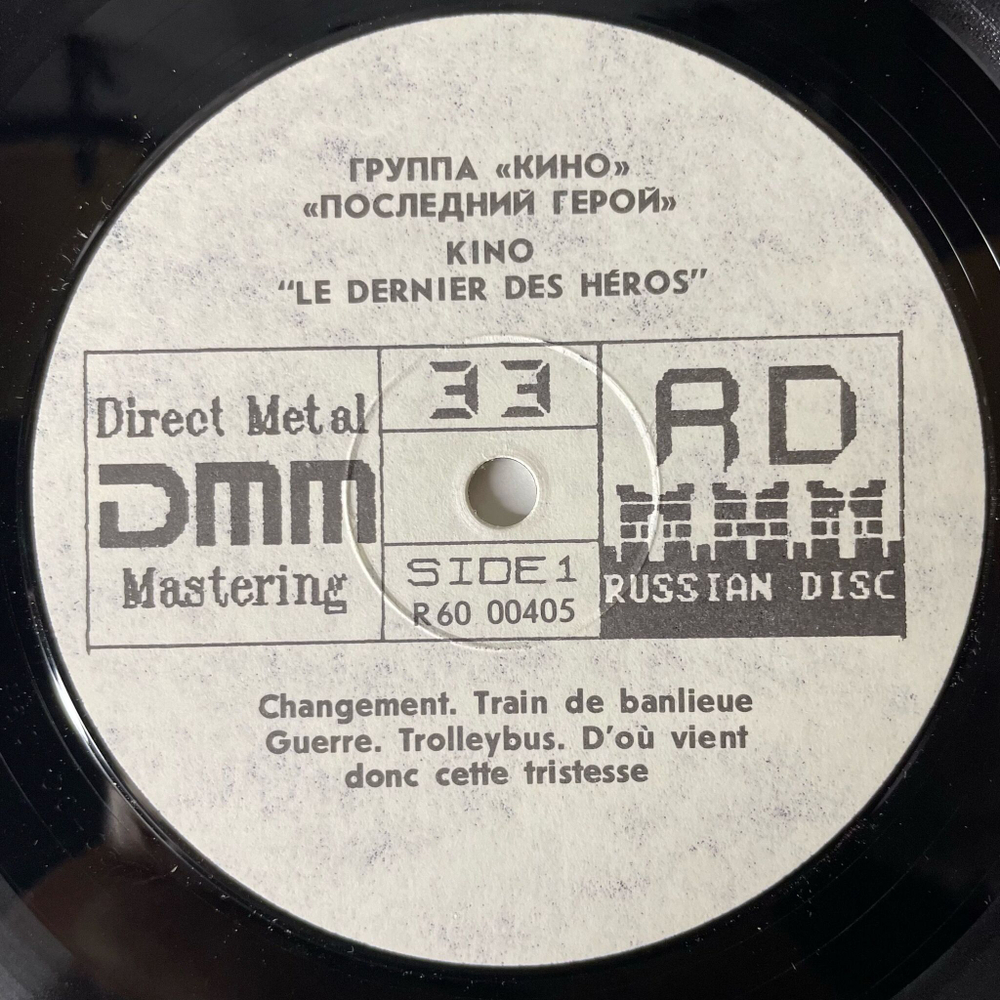 ГРУППА «КИНО»
«ПОСЛЕДНИЙ ГЕРОЙ»
KINO
“LE DERNIER DES HÉROS”
Direct Metal
DMM
Mastering
33
SIDE 1
R 60 00405
RD
RUSSIAN DISC
Changement. Train de banlieue
Guerre. Trolleybus. D’où vient
donc cette tristesse